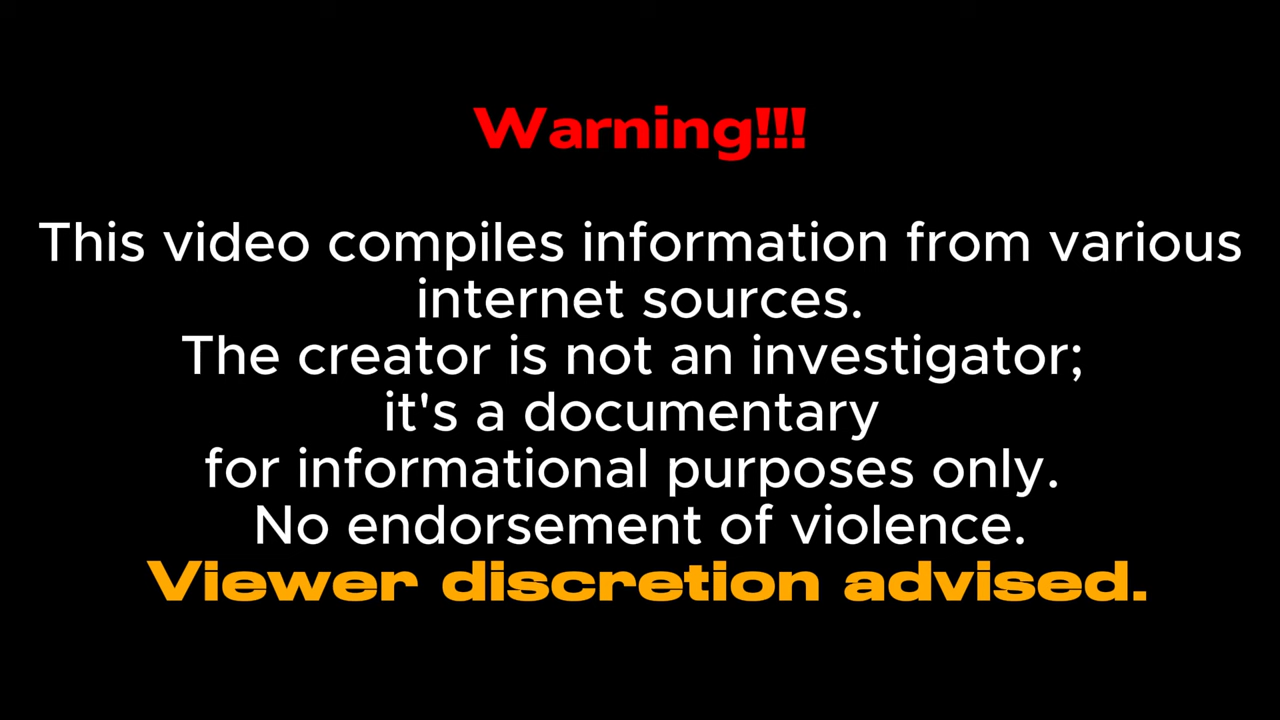 Warning!!!
This video compiles information from various
internet sources.
The creator is not an investigator;
it's a documentary
for informational purposes only.
No endorsement of violence.
Viewer discretion advised.